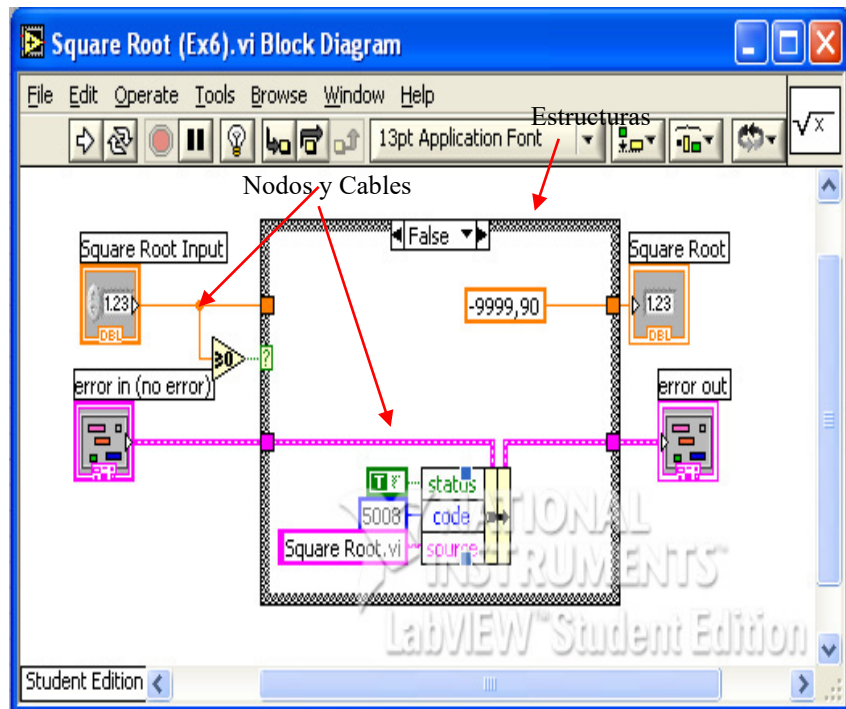 Square Root (Ex6).vi Block Diagram
File Edit Operate Tools Browse Window Help
Estructuras
13pt Application Font
√x
Nodos y Cables
False
Square Root Input
Square Root
1.23
DBL
-9999,90
1.23
DBL
≥0
?
error in (no error)
error out
T
status
5008
code
Square Root.vi
source
NATIONAL
INSTRUMENTS™
LabVIEW™ Student Edition
Student Edition